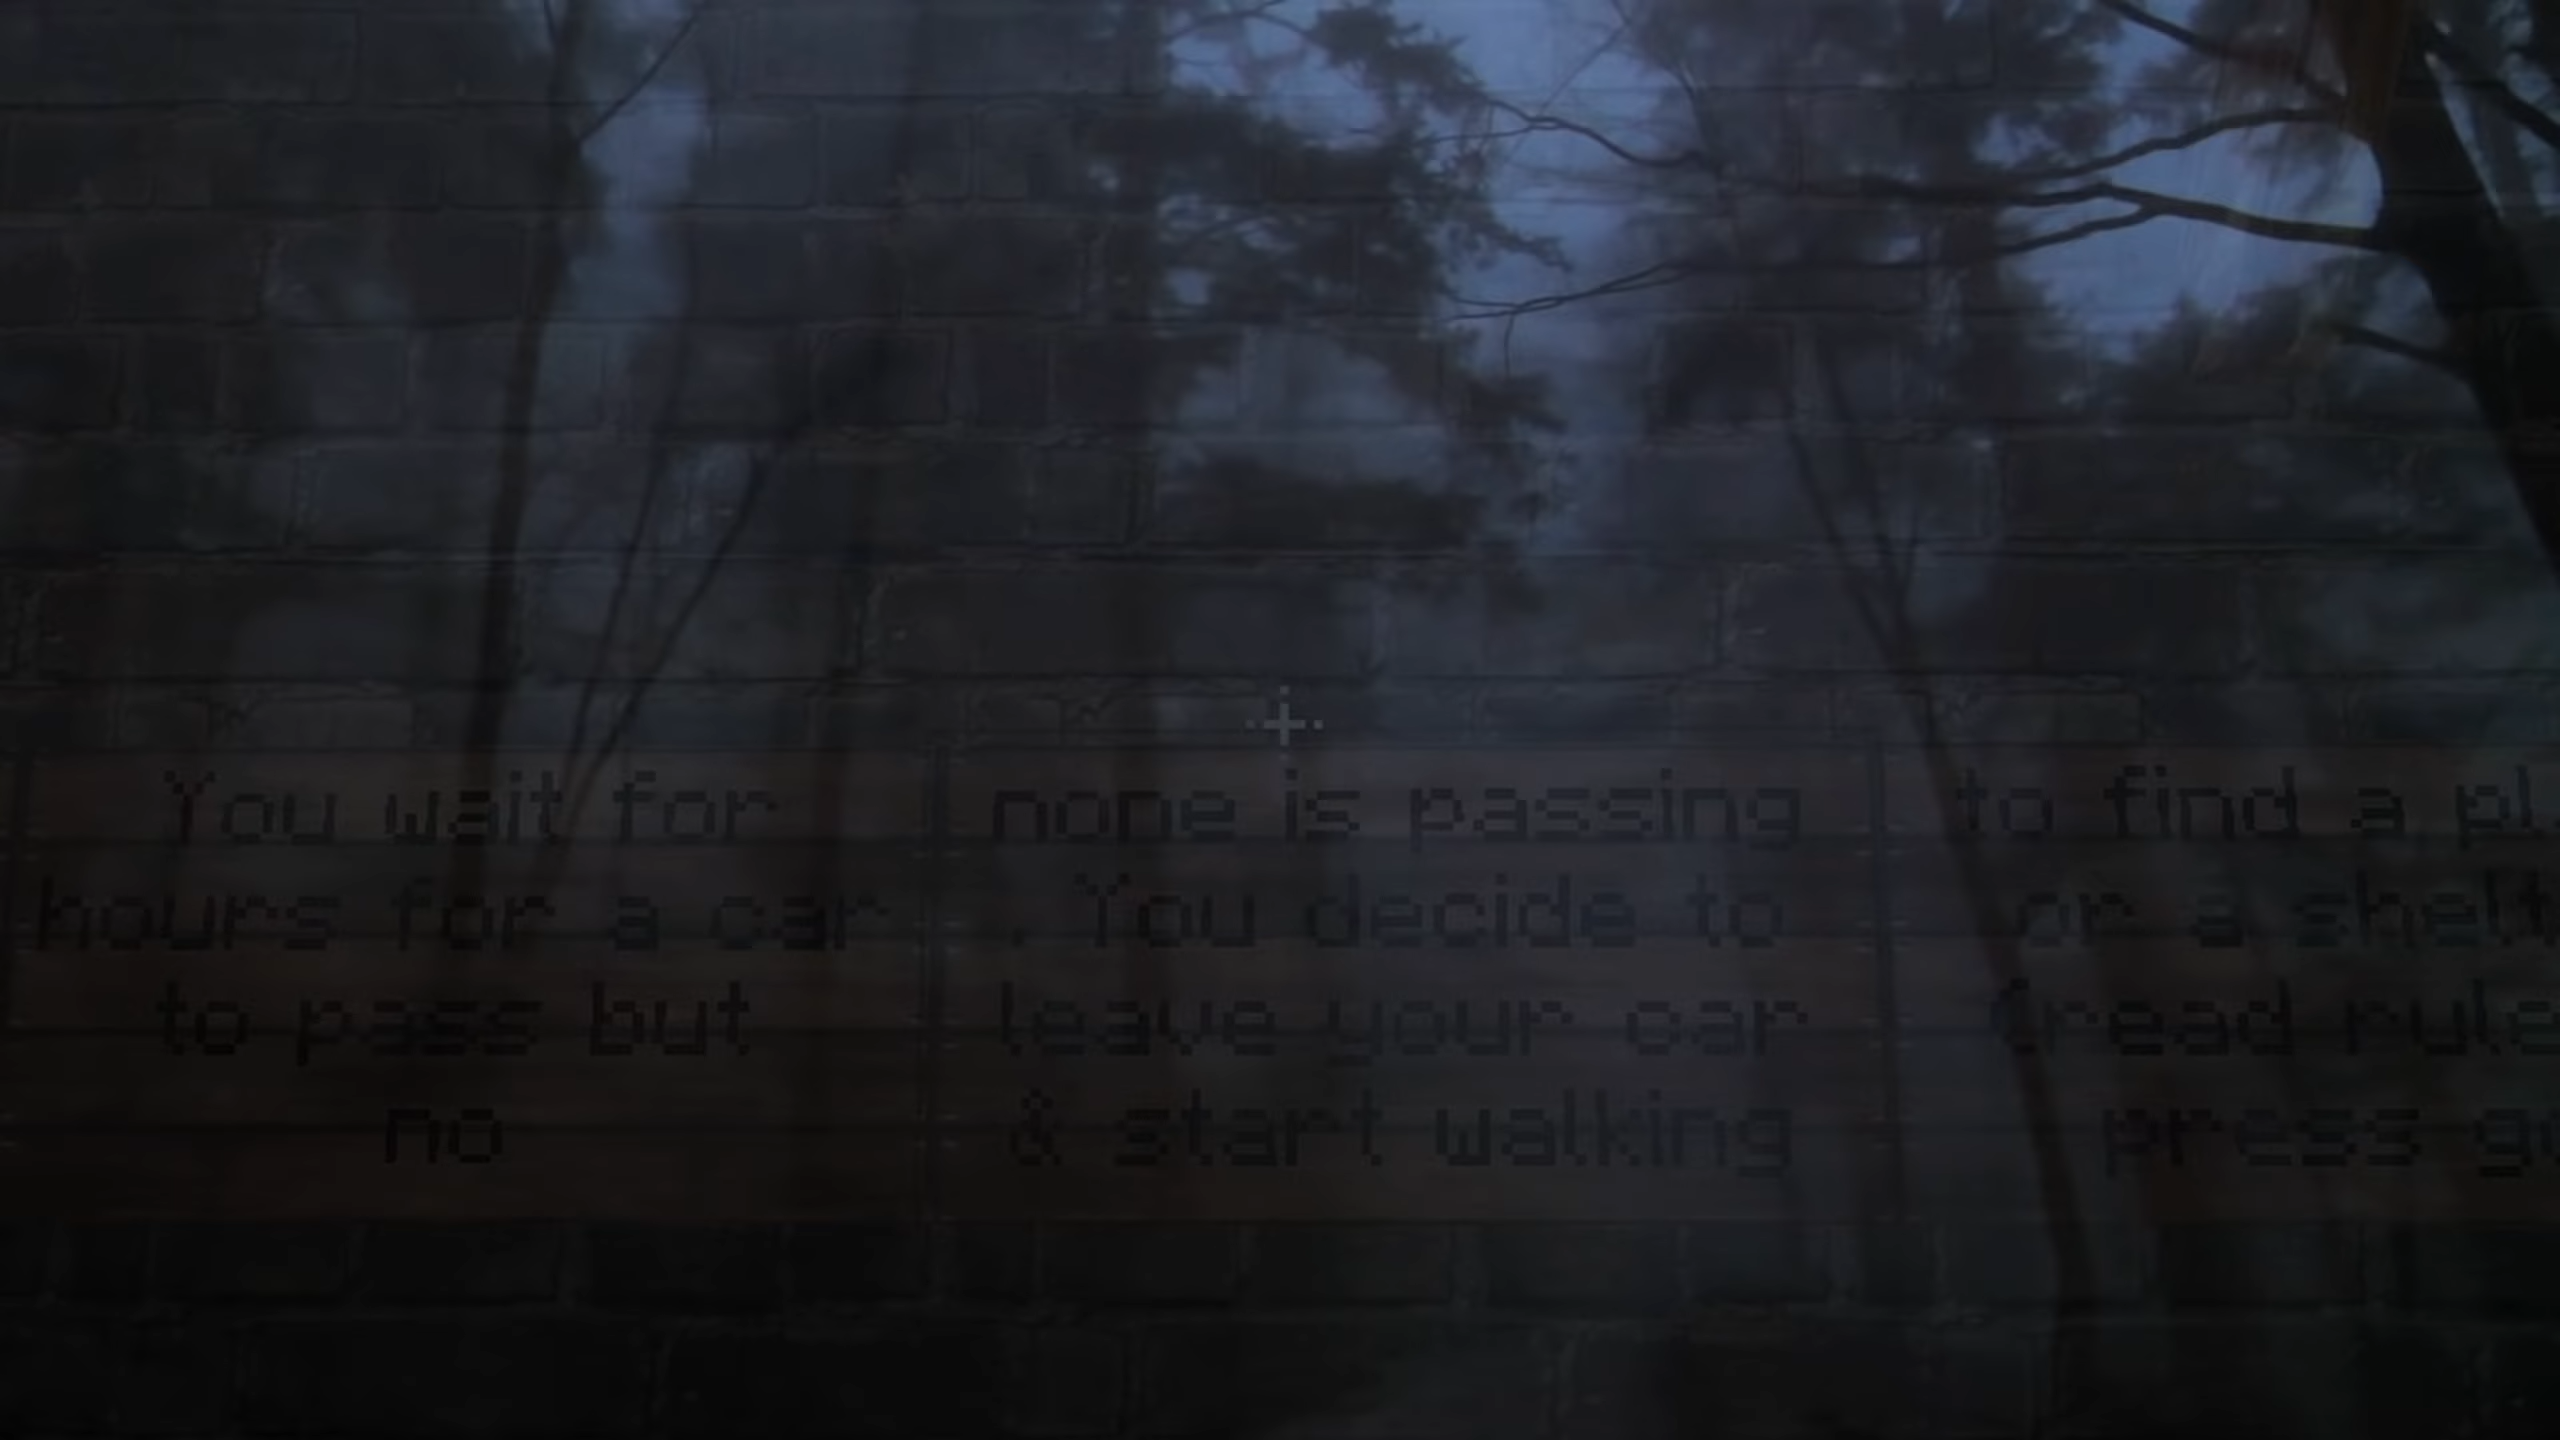 You wait for
hours for a car
to pass but
no
none is passing
. You decide to
leave your car
& start walking
to find a
or a
read
press